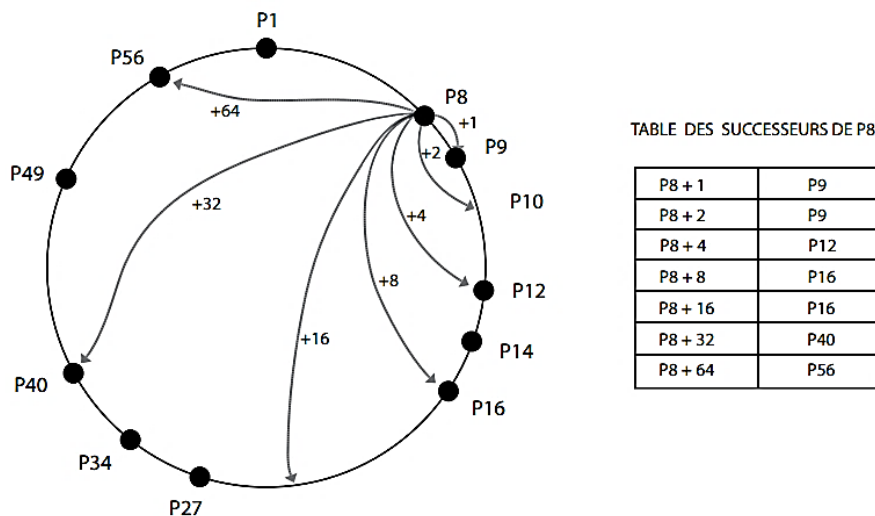 P1
P56
P8
+64
+1
P9
+2
P49
P10
+32
+4
P12
+8
+16
P14
P40
P16
P34
P27
TABLE DES SUCCESSEURS DE P8
P8 + 1 P9
P8 + 2 P9
P8 + 4 P12
P8 + 8 P16
P8 + 16 P16
P8 + 32 P40
P8 + 64 P56